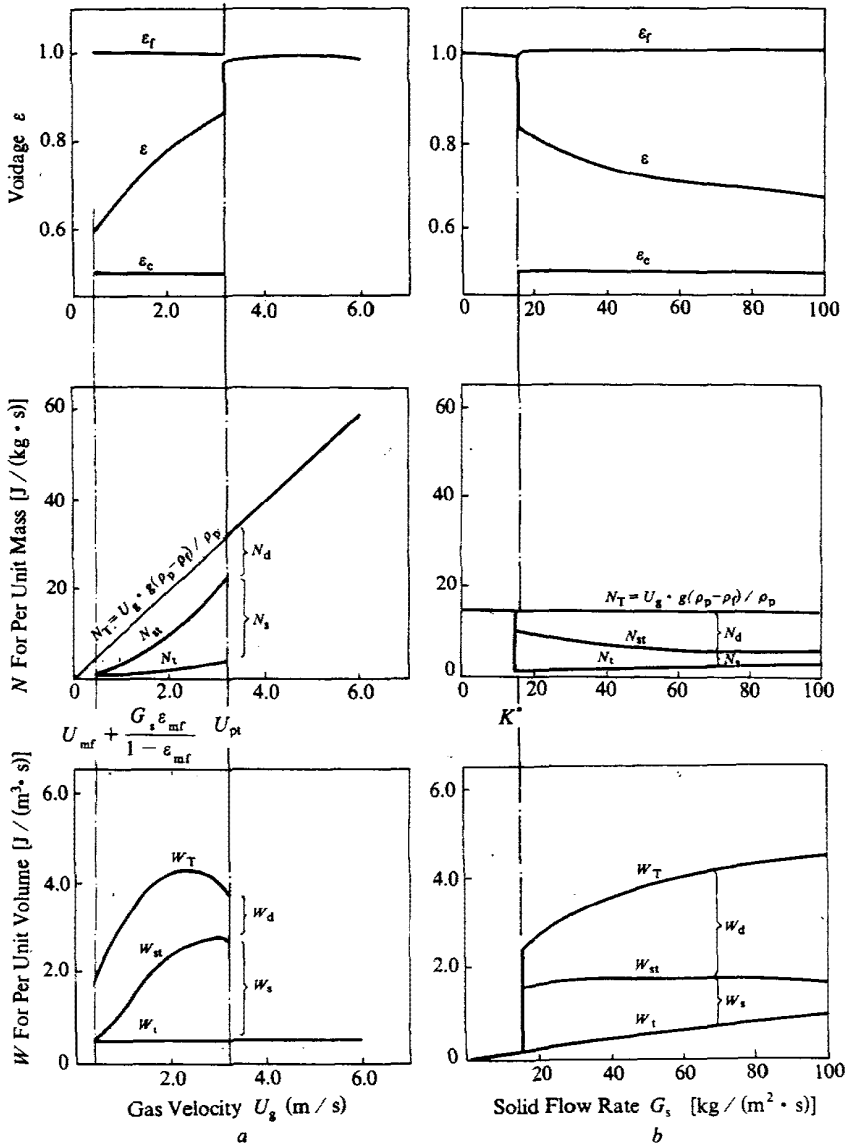 Voidage ε
1.0
0.8
0.6
ε_f
ε
ε_c
0 2.0 4.0 6.0
1.0
0.8
0.6
ε_f
ε
ε_c
0 20 40 60 80 100
N For Per Unit Mass [J / (kg • s)]
60
40
20
0
N_T = U_g • g(ρ_p−ρ_f) / ρ_p
N_st
N_t
N_d
N_s
0 2.0 4.0 6.0
60
40
20
0
N_T = U_g • g(ρ_p−ρ_f) / ρ_p
N_st
N_t
N_d
N_s
0 20 40 60 80 100
U_mf + G_s ε_mf / 1 − ε_mf U_pt
K*
W For Per Unit Volume [J / (m³• s)]
6.0
4.0
2.0
0
W_T
W_st
W_t
W_d
W_s
2.0 4.0 6.0
6.0
4.0
2.0
0
W_T
W_st
W_t
W_d
W_s
20 40 60 80 100
Gas Velocity U_g (m / s)
Solid Flow Rate G_s [kg / (m² • s)]
a
b